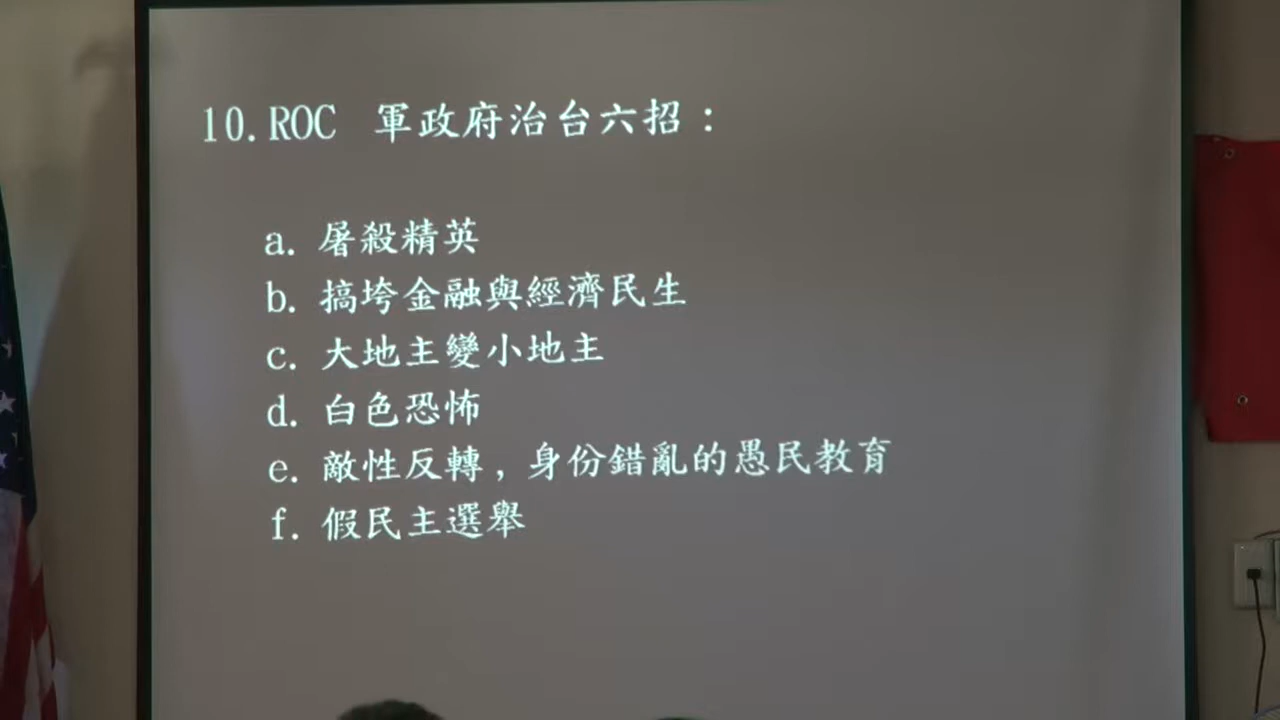 10. ROC 軍政府治台六招：
a. 屠殺精英
b. 搞垮金融與經濟民生
c. 大地主變小地主
d. 白色恐怖
e. 敵性反轉，身份錯亂的愚民教育
f. 假民主選舉